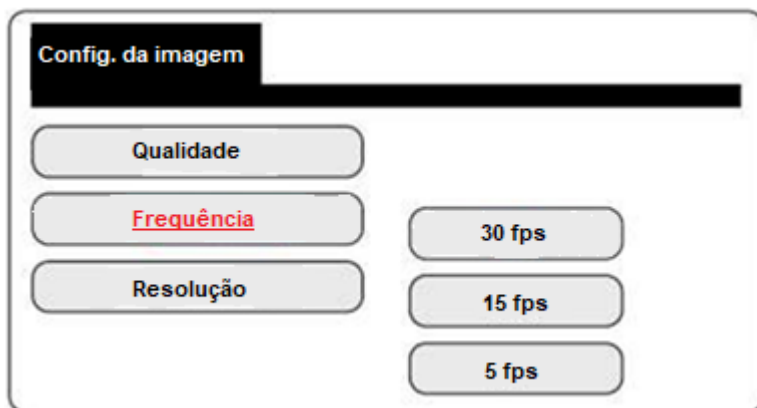 Config. da imagem
Qualidade
Frequência
Resolução
30 fps
15 fps
5 fps